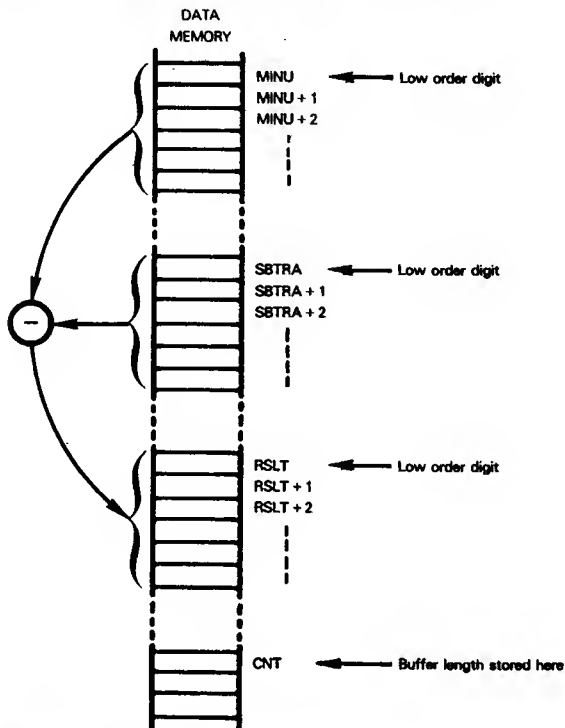 DATA
MEMORY
MINU Low order digit
MINU + 1
MINU + 2
SBTRA Low order digit
SBTRA + 1
SBTRA + 2
−
RSLT Low order digit
RSLT + 1
RSLT + 2
CNT Buffer length stored here